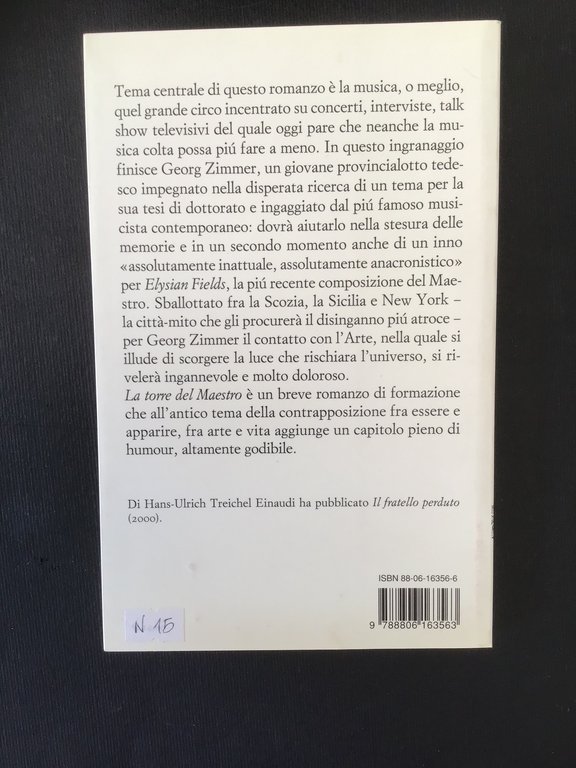 Tema centrale di questo romanzo è la musica, o meglio,
quel grande circo incentrato su concerti, interviste, talk
show televisivi del quale oggi pare che neanche la mu-
sica colta possa piú fare a meno. In questo ingranaggio
finisce Georg Zimmer, un giovane provincialotto tede-
sco impegnato nella disperata ricerca di un tema per la
sua tesi di dottorato e ingaggiato dal piú famoso musi-
cista contemporaneo: dovrà aiutarlo nella stesura delle
memorie e in un secondo momento anche di un inno
«assolutamente inattuale, assolutamente anacronistico»
per Elysian Fields, la piú recente composizione del Mae-
stro. Sballottato fra la Scozia, la Sicilia e New York –
la città-mito che gli procurerà il disinganno piú atroce –
per Georg Zimmer il contatto con l'Arte, nella quale si
illude di scorgere la luce che rischiara l'universo, si ri-
velerà ingannevole e molto doloroso.
La torre del Maestro è un breve romanzo di formazione
che all'antico tema della contrapposizione fra essere e
apparire, fra arte e vita aggiunge un capitolo pieno di
humour, altamente godibile.
Di Hans-Ulrich Treichel Einaudi ha pubblicato Il fratello perduto
(2000).
ISBN 88-06-16356-6
9 788806 163563
N 15